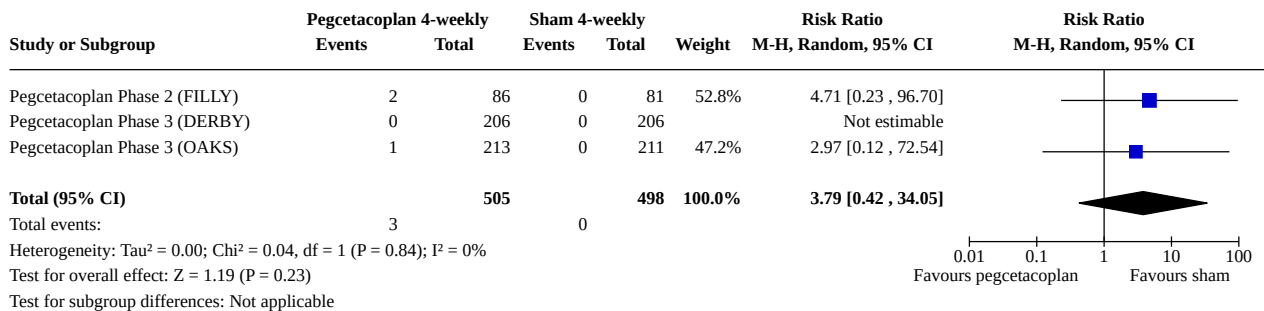 Pegcetacoplan 4-weekly Sham 4-weekly Risk Ratio Risk Ratio
Study or Subgroup Events Total Events Total Weight M-H, Random, 95% CI M-H, Random, 95% CI
Pegcetacoplan Phase 2 (FILLY) 2 86 0 81 52.8% 4.71 [0.23 , 96.70]
Pegcetacoplan Phase 3 (DERBY) 0 206 0 206 Not estimable
Pegcetacoplan Phase 3 (OAKS) 1 213 0 211 47.2% 2.97 [0.12 , 72.54]
Total (95% CI) 505 498 100.0% 3.79 [0.42 , 34.05]
Total events: 3 0
Heterogeneity: Tau² = 0.00; Chi² = 0.04, df = 1 (P = 0.84); I² = 0%
0.01 0.1 1 10 100
Test for overall effect: Z = 1.19 (P = 0.23) Favours pegcetacoplan Favours sham
Test for subgroup differences: Not applicable